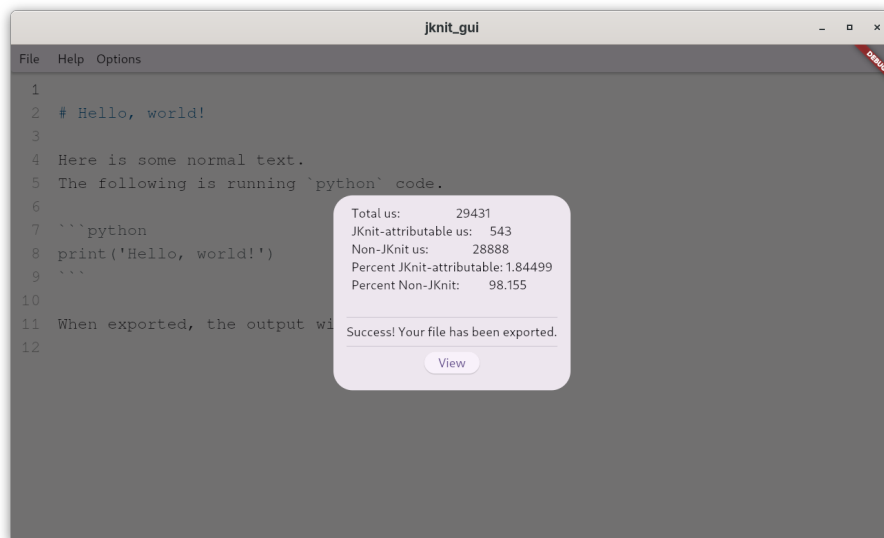 jknit_gui
File Help Options
DEBUG
1
2 # Hello, world!
3
4 Here is some normal text.
5 The following is running `python` code.
6
7 ```python
8 print('Hello, world!')
9 ```
10
11 When exported, the output wi
12
Total us: 29431
JKnit-attributable us: 543
Non-JKnit us: 28888
Percent JKnit-attributable: 1.84499
Percent Non-JKnit: 98.155
Success! Your file has been exported.
View